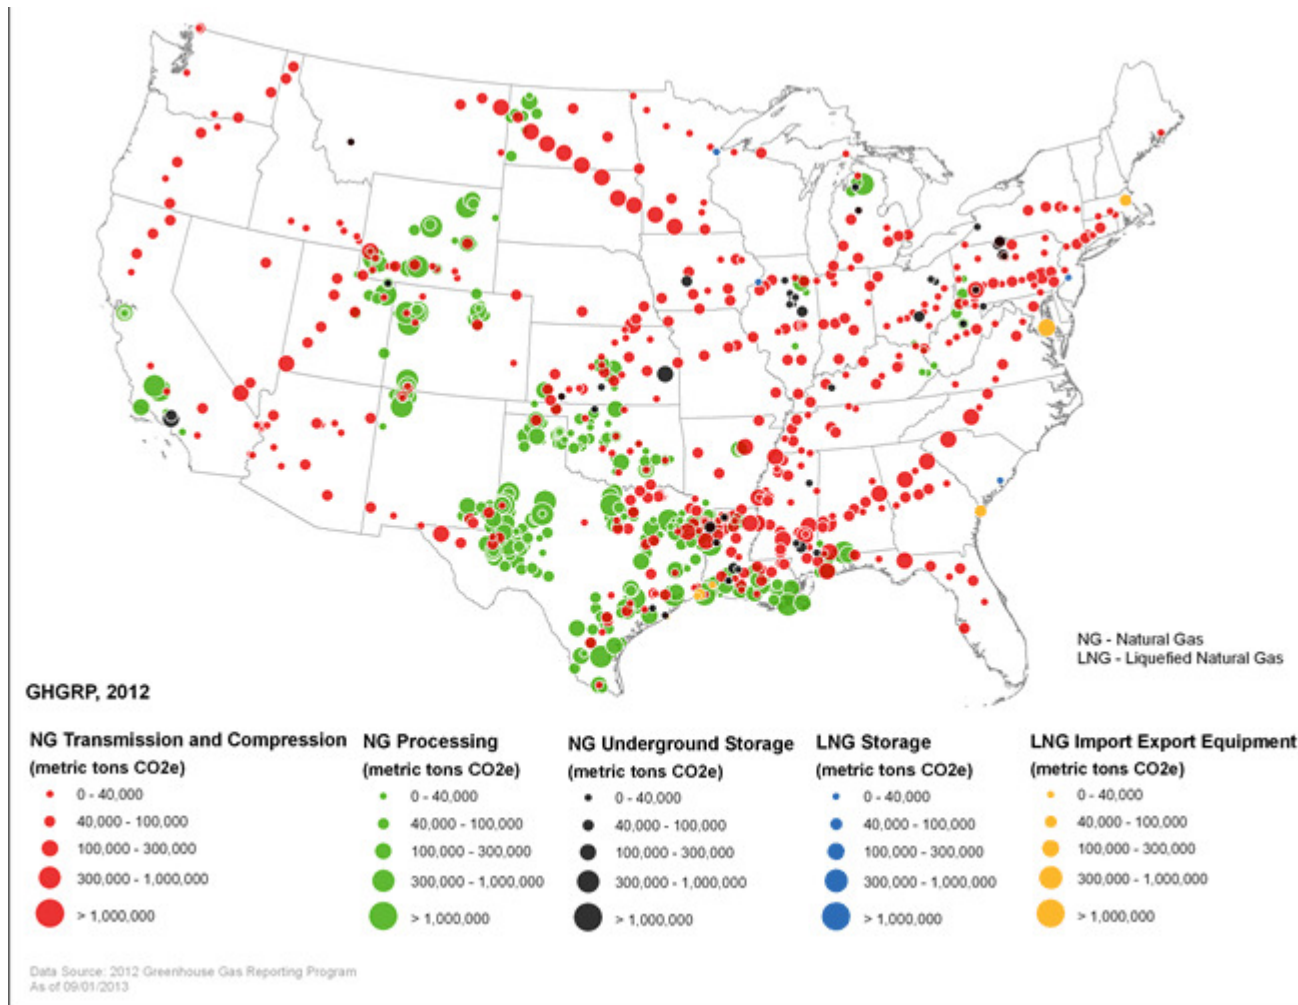 NG - Natural Gas
LNG - Liquefied Natural Gas
GHGRP, 2012
NG Transmission and Compression
(metric tons CO2e)
0 - 40,000
40,000 - 100,000
100,000 - 300,000
300,000 - 1,000,000
> 1,000,000
NG Processing
(metric tons CO2e)
0 - 40,000
40,000 - 100,000
100,000 - 300,000
300,000 - 1,000,000
> 1,000,000
NG Underground Storage
(metric tons CO2e)
0 - 40,000
40,000 - 100,000
100,000 - 300,000
300,000 - 1,000,000
> 1,000,000
LNG Storage
(metric tons CO2e)
0 - 40,000
40,000 - 100,000
100,000 - 300,000
300,000 - 1,000,000
> 1,000,000
LNG Import Export Equipment
(metric tons CO2e)
0 - 40,000
40,000 - 100,000
100,000 - 300,000
300,000 - 1,000,000
> 1,000,000
Data Source: 2012 Greenhouse Gas Reporting Program
As of 09/01/2013